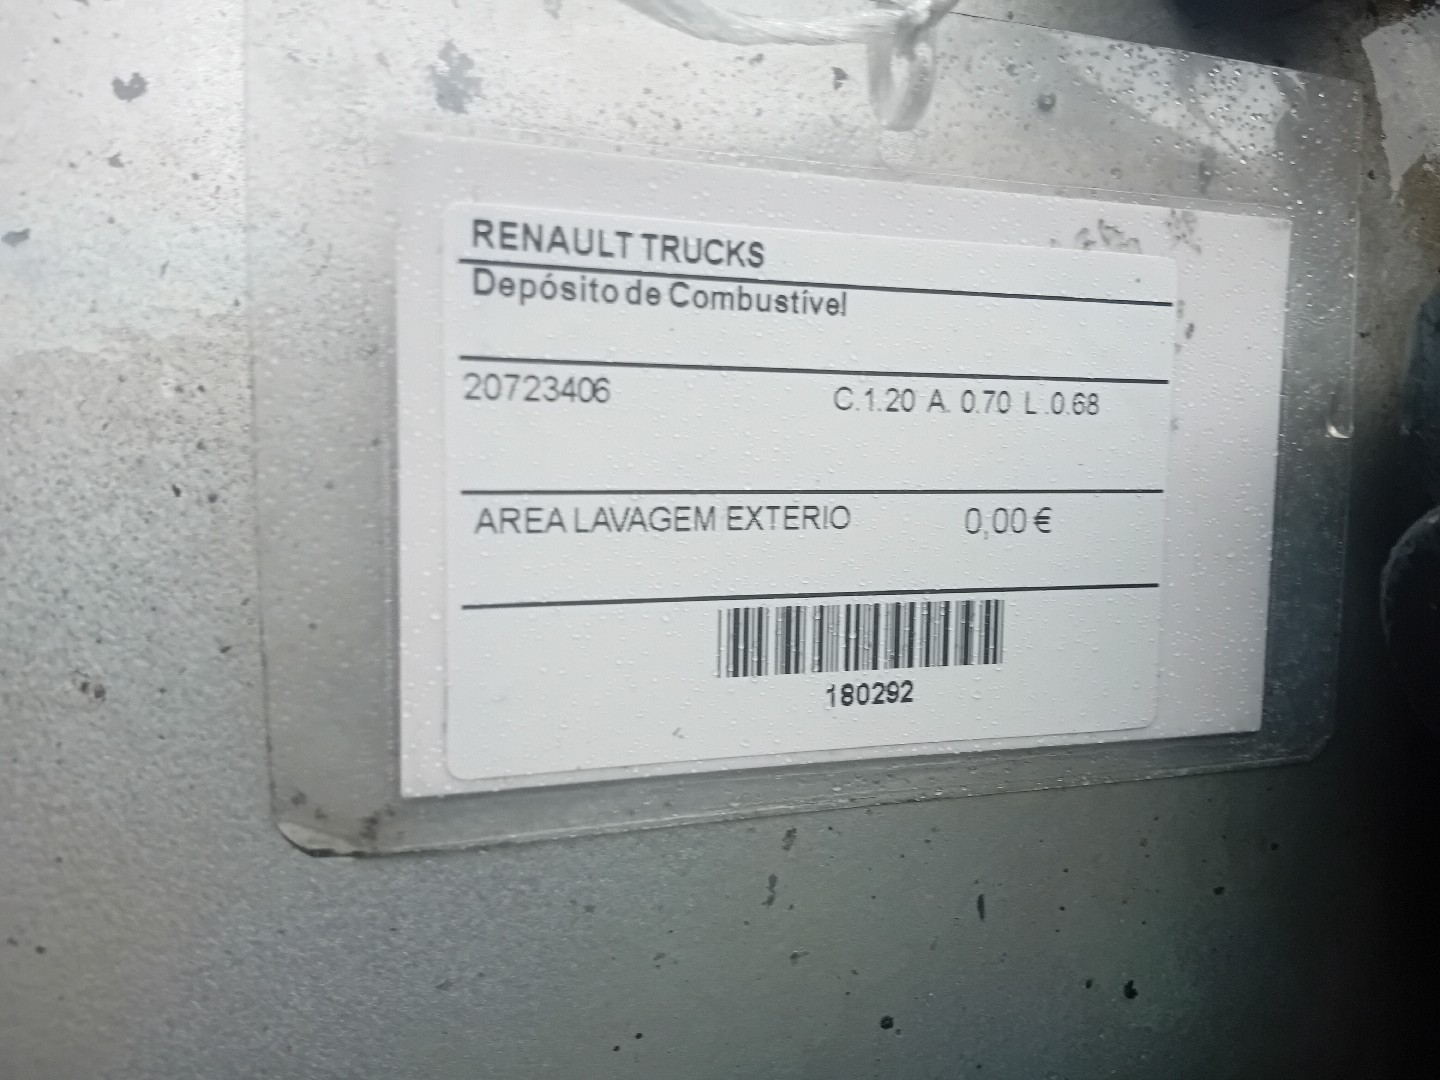 RENAULT TRUCKS
Depósito de Combustível
20723406 C.1.20 A. 0.70 L .0.68
AREA LAVAGEM EXTERIO 0,00 €
180292